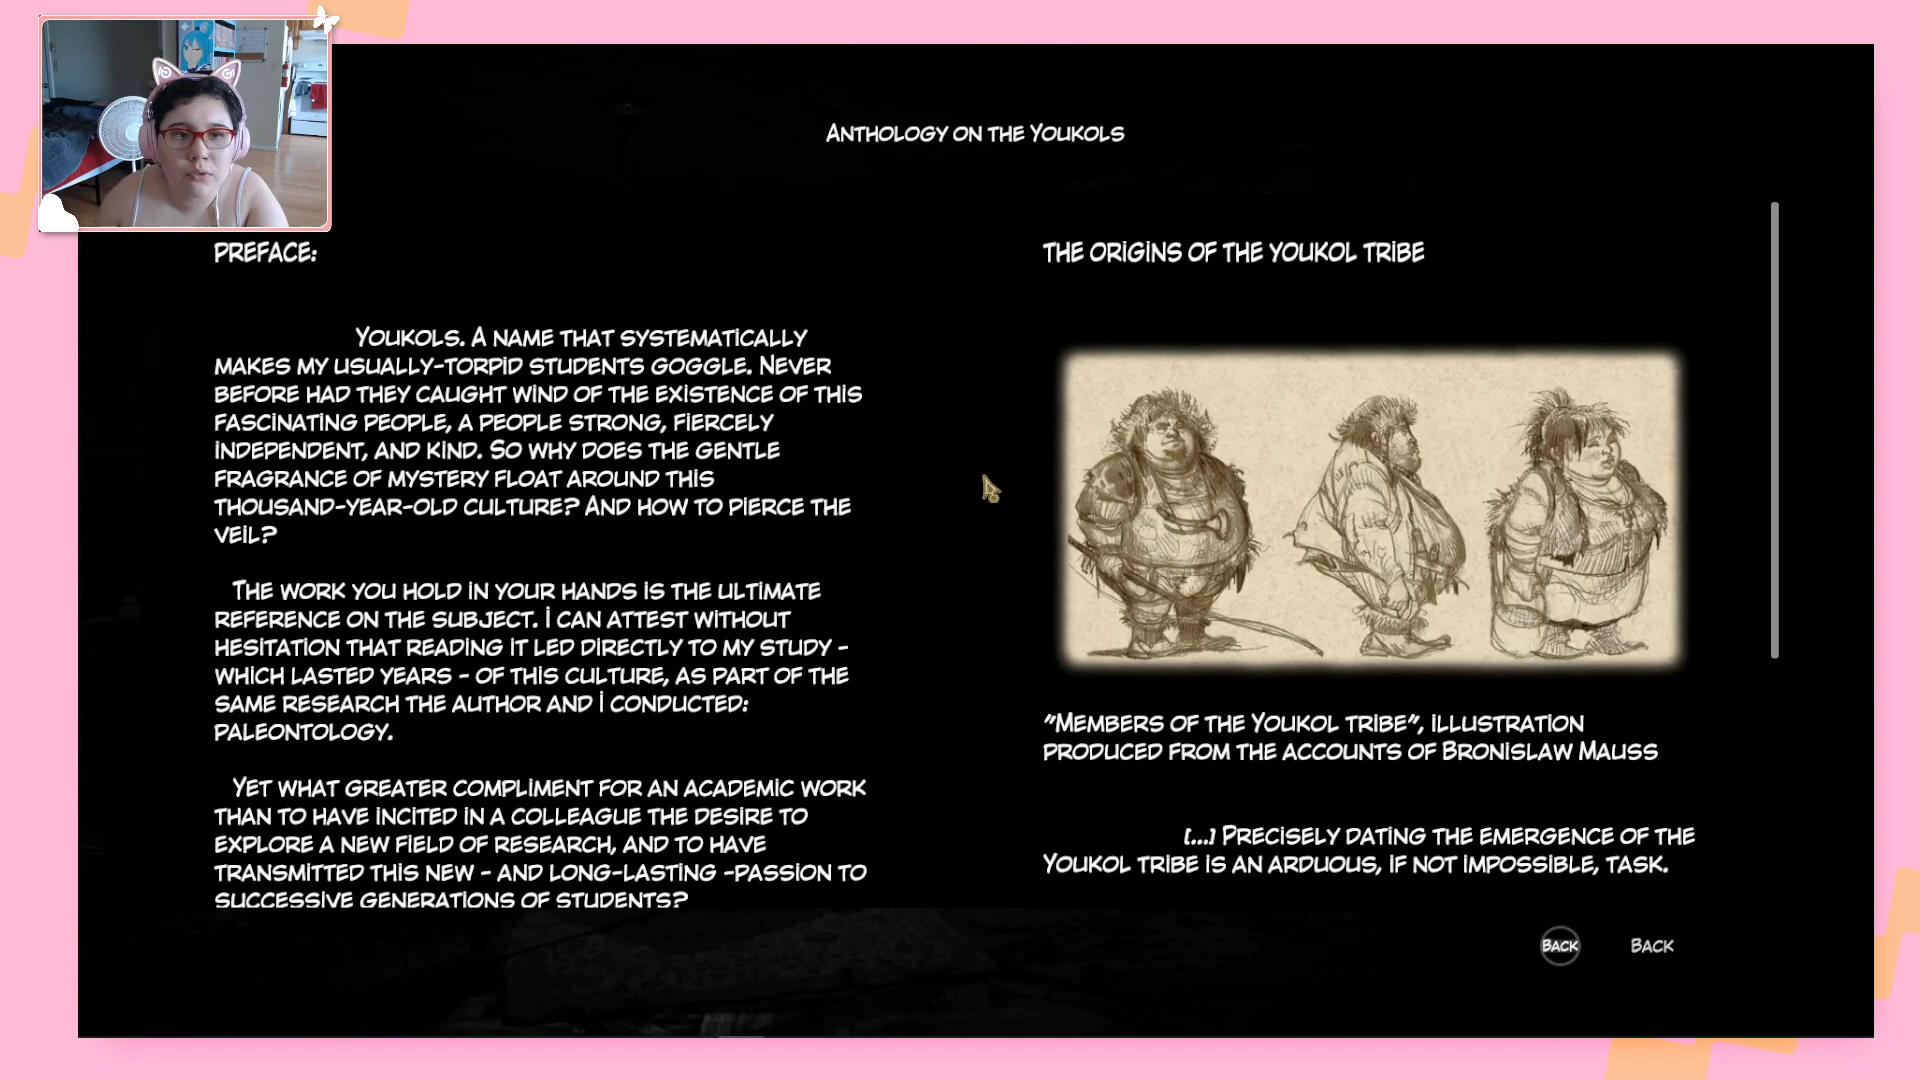 Anthology on the Youkols
PREFACE:
Youkols. A name that systematically
makes my usually-torpid students goggle. Never
before had they caught wind of the existence of this
fascinating people, a people strong, fiercely
independent, and kind. So why does the gentle
fragrance of mystery float around this
thousand-year-old culture? And how to pierce the
veil?
The work you hold in your hands is the ultimate
reference on the subject. I can attest without
hesitation that reading it led directly to my study -
which lasted years - of this culture, as part of the
same research the author and I conducted:
paleontology.
Yet what greater compliment for an academic work
than to have incited in a colleague the desire to
explore a new field of research, and to have
transmitted this new - and long-lasting -passion to
successive generations of students?
THE ORIGINS OF THE YOUKOL TRIBE
"Members of the Youkol tribe", illustration
produced from the accounts of Bronislaw Mauss
[...] Precisely dating the emergence of the
Youkol tribe is an arduous, if not impossible, task.
Back
Back